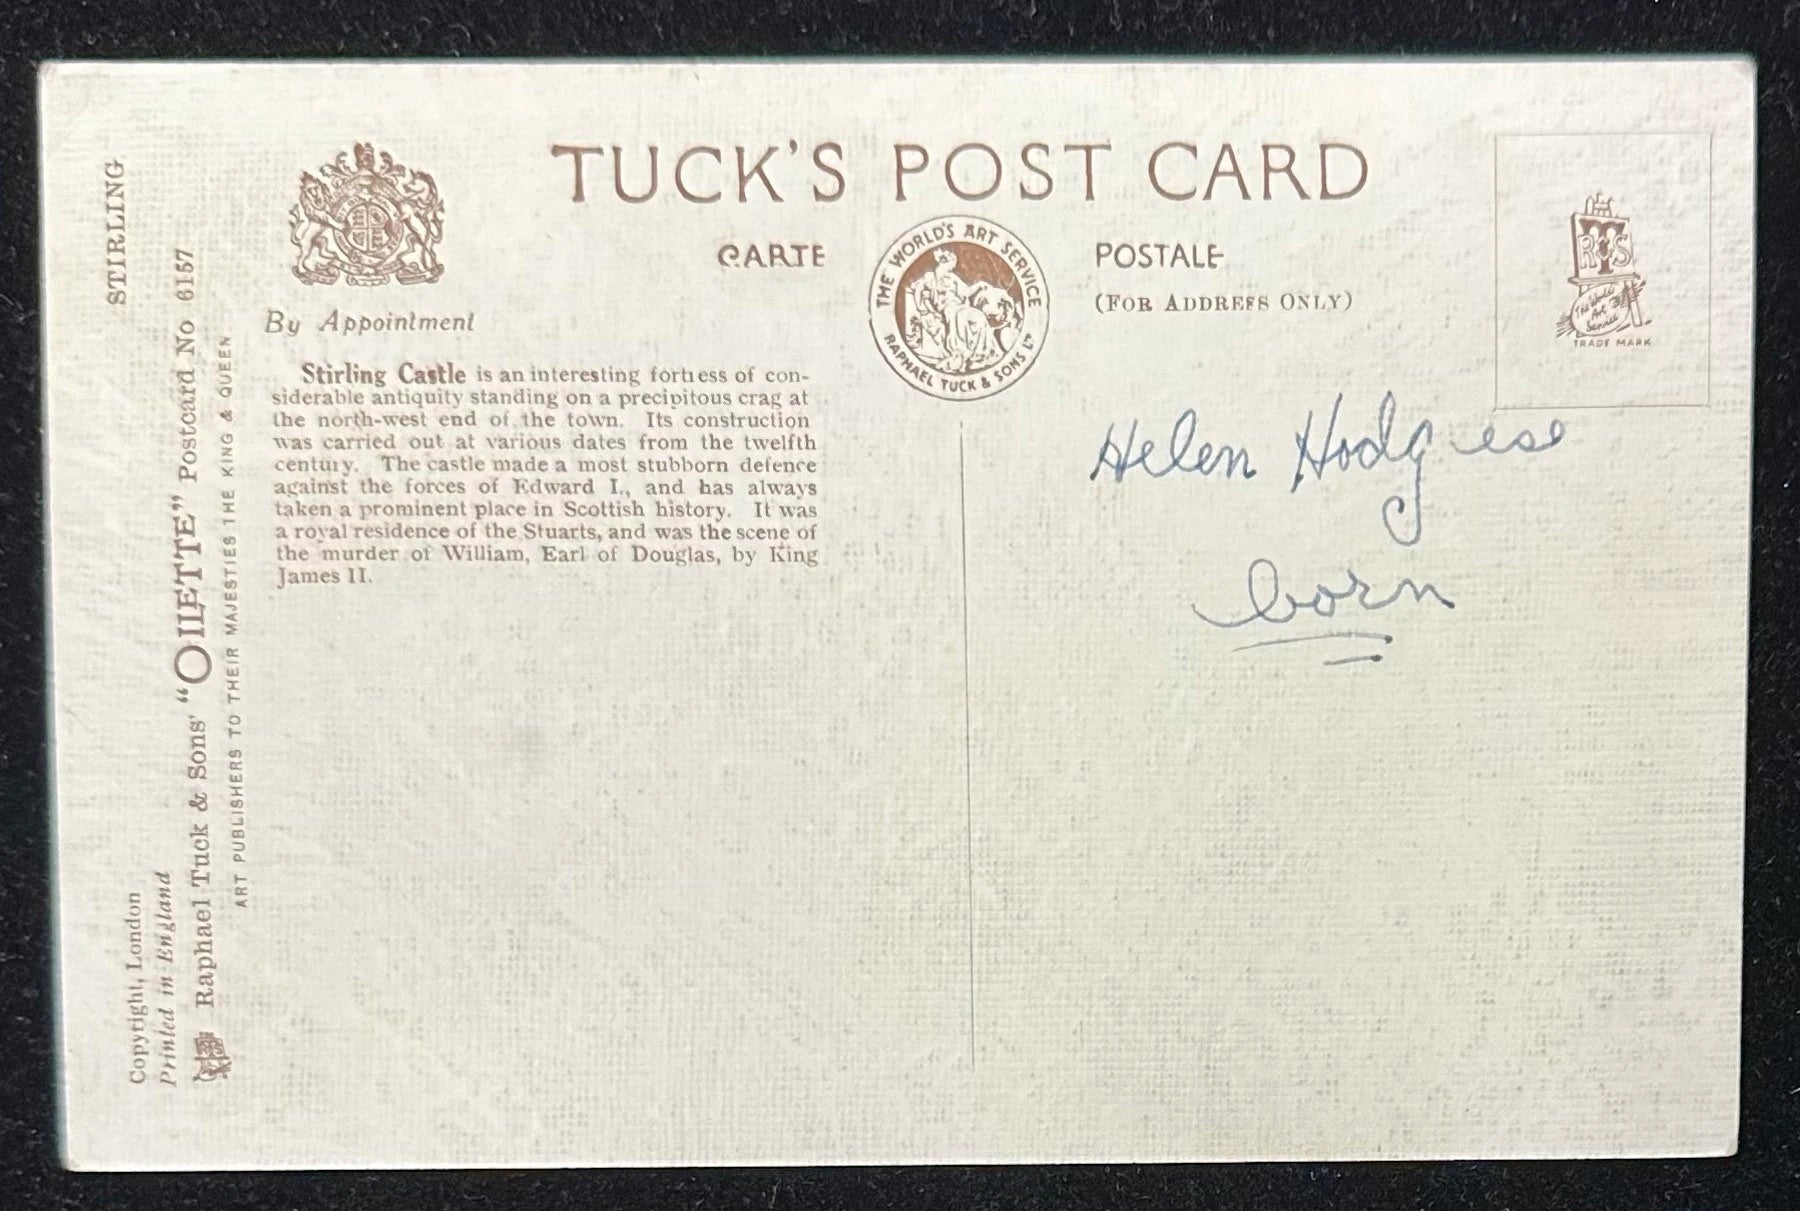 TUCK'S POST CARD
CARTE POSTALE
(FOR ADDRESS ONLY)
THE WORLD'S ART SERVICE
RAPHAEL TUCK & SONS LTD
RTS
The World's
Art
Service
TRADE MARK
By Appointment
Stirling Castle is an interesting fortress of con-
siderable antiquity standing on a precipitous crag at
the north-west end of the town. Its construction
was carried out at various dates from the twelfth
century. The castle made a most stubborn defence
against the forces of Edward I., and has always
taken a prominent place in Scottish history. It was
a royal residence of the Stuarts, and was the scene of
the murder of William, Earl of Douglas, by King
James II.
Helen
born
STIRLING
Copyright, London
Printed in England
Raphael Tuck & Sons' "OILETTE" Postcard No 6157
ART PUBLISHERS TO THEIR MAJESTIES THE KING & QUEEN